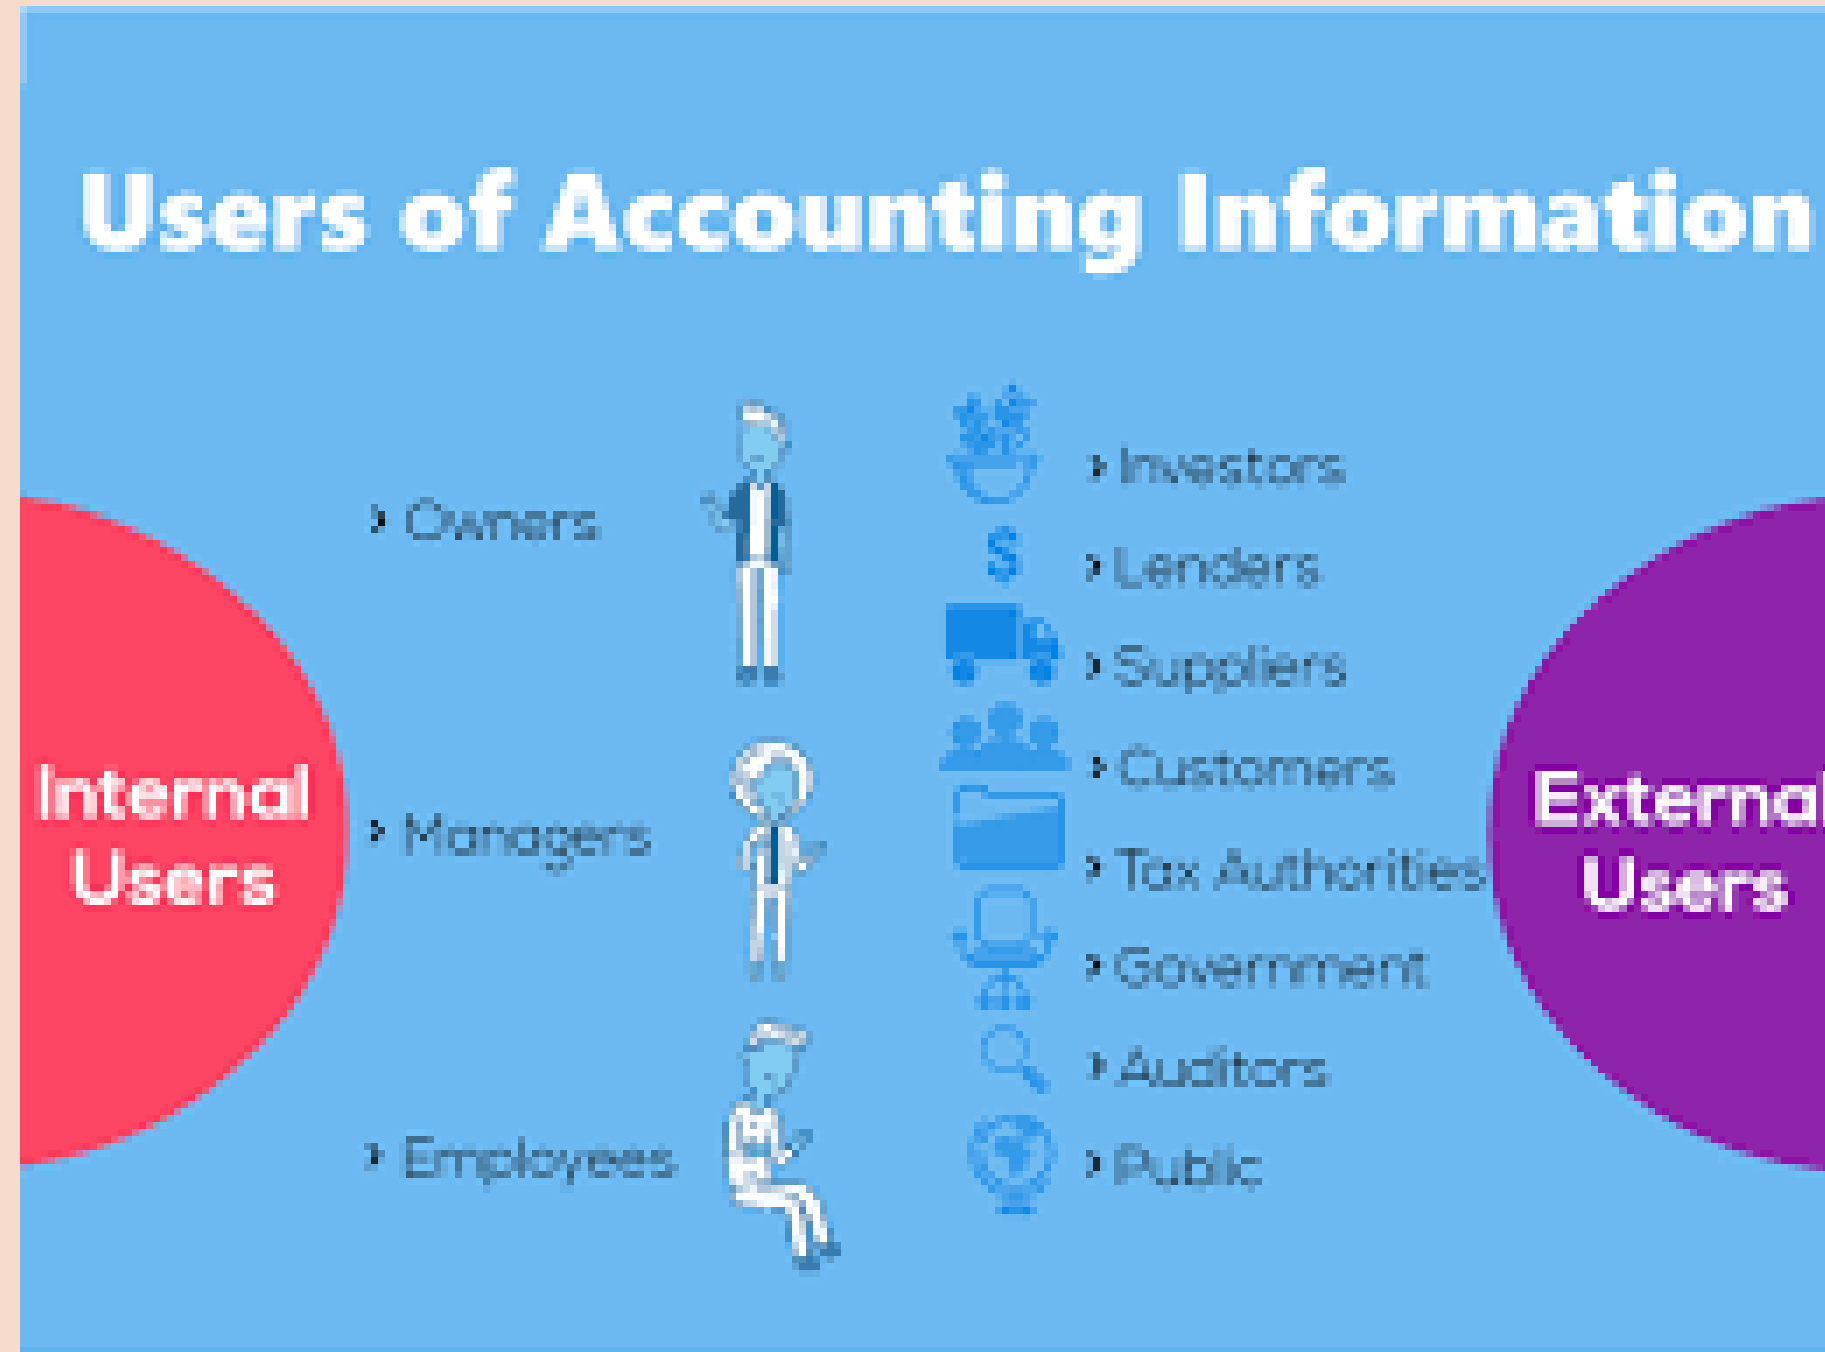 Users of Accounting Information
Internal
Users
› Owners
› Managers
› Employees
› Investors
› Lenders
› Suppliers
› Customers
› Tax Authorities
› Government
› Auditors
› Public
External
Users
$